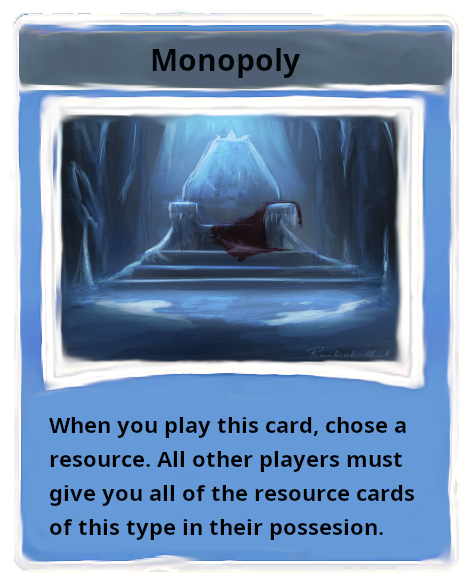 Monopoly
When you play this card, chose a
resource. All other players must
give you all of the resource cards
of this type in their possesion.